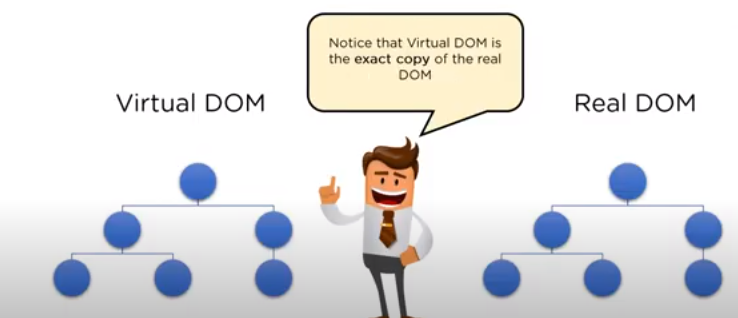 Notice that Virtual DOM is
the exact copy of the real
DOM
Virtual DOM
Real DOM